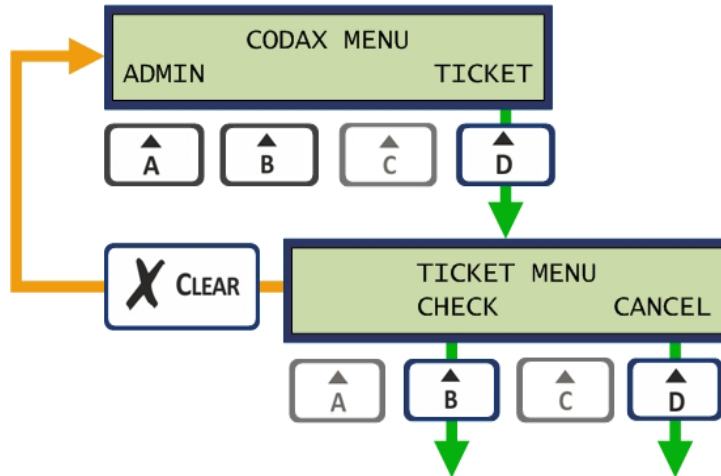 CODAX MENU
ADMIN TICKET
A B C D
X CLEAR
TICKET MENU
CHECK CANCEL
A B C D